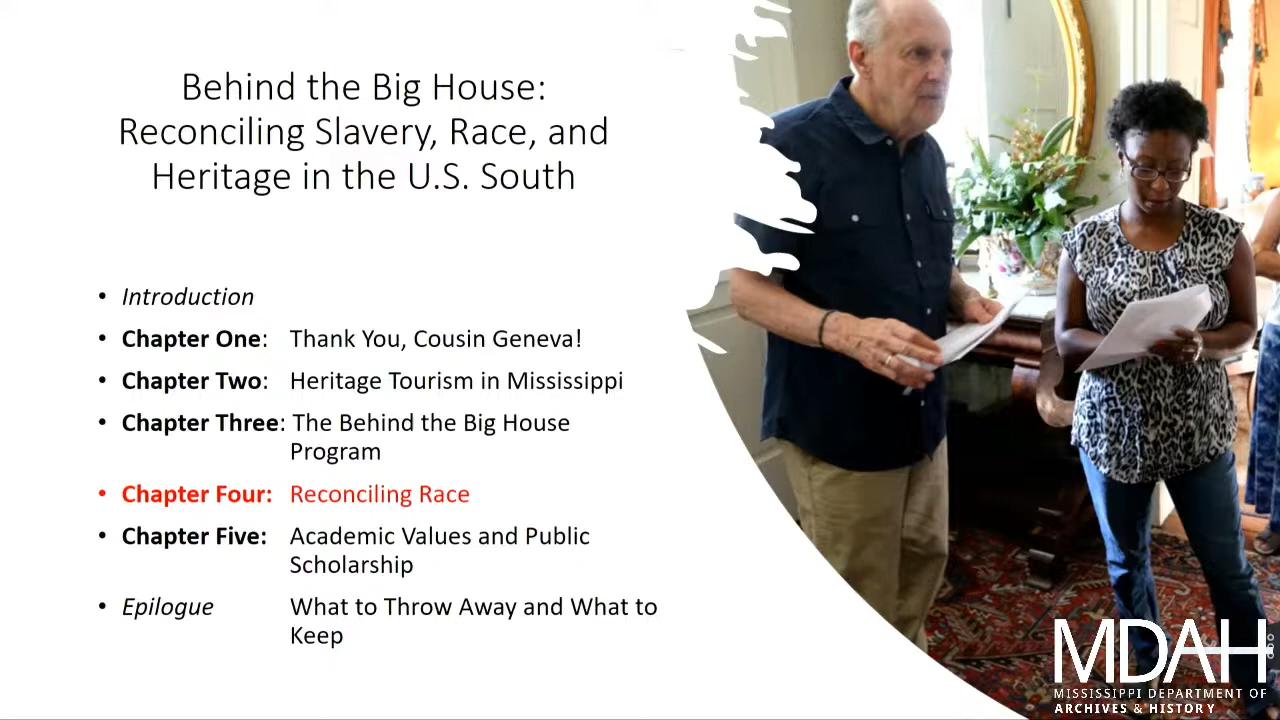 Behind the Big House:
Reconciling Slavery, Race, and
Heritage in the U.S. South
• Introduction
• Chapter One: Thank You, Cousin Geneva!
• Chapter Two: Heritage Tourism in Mississippi
• Chapter Three: The Behind the Big House
Program
• Chapter Four: Reconciling Race
• Chapter Five: Academic Values and Public
Scholarship
• Epilogue What to Throw Away and What to
Keep
MDAH
MISSISSIPPI DEPARTMENT OF
ARCHIVES & HISTORY